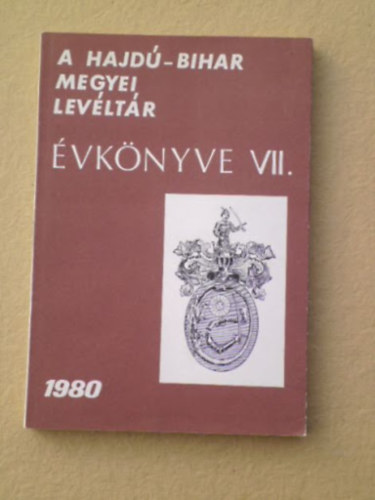 A HAJDÚ-BIHAR
MEGYEI
LEVÉLTÁR
ÉVKÖNYVE VII.
1980